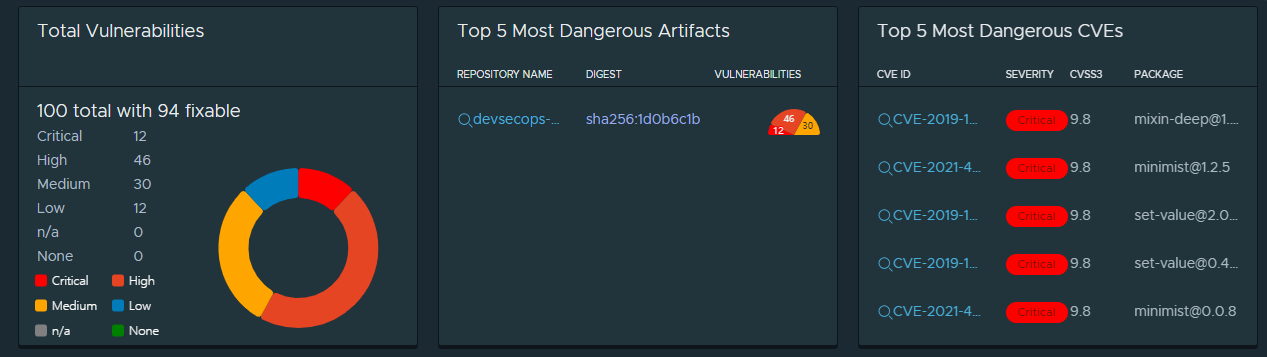 Total Vulnerabilities
100 total with 94 fixable
Critical 12
High 46
Medium 30
Low 12
n/a 0
None 0
Critical High
Medium Low
n/a None
Top 5 Most Dangerous Artifacts
REPOSITORY NAME DIGEST VULNERABILITIES
devsecops-... sha256:1d0b6c1b 12 46 30
Top 5 Most Dangerous CVEs
CVE ID SEVERITY CVSS3 PACKAGE
CVE-2019-1... Critical 9.8 mixin-deep@1....
CVE-2021-4... Critical 9.8 minimist@1.2.5
CVE-2019-1... Critical 9.8 set-value@2.0...
CVE-2019-1... Critical 9.8 set-value@0.4...
CVE-2021-4... Critical 9.8 minimist@0.0.8